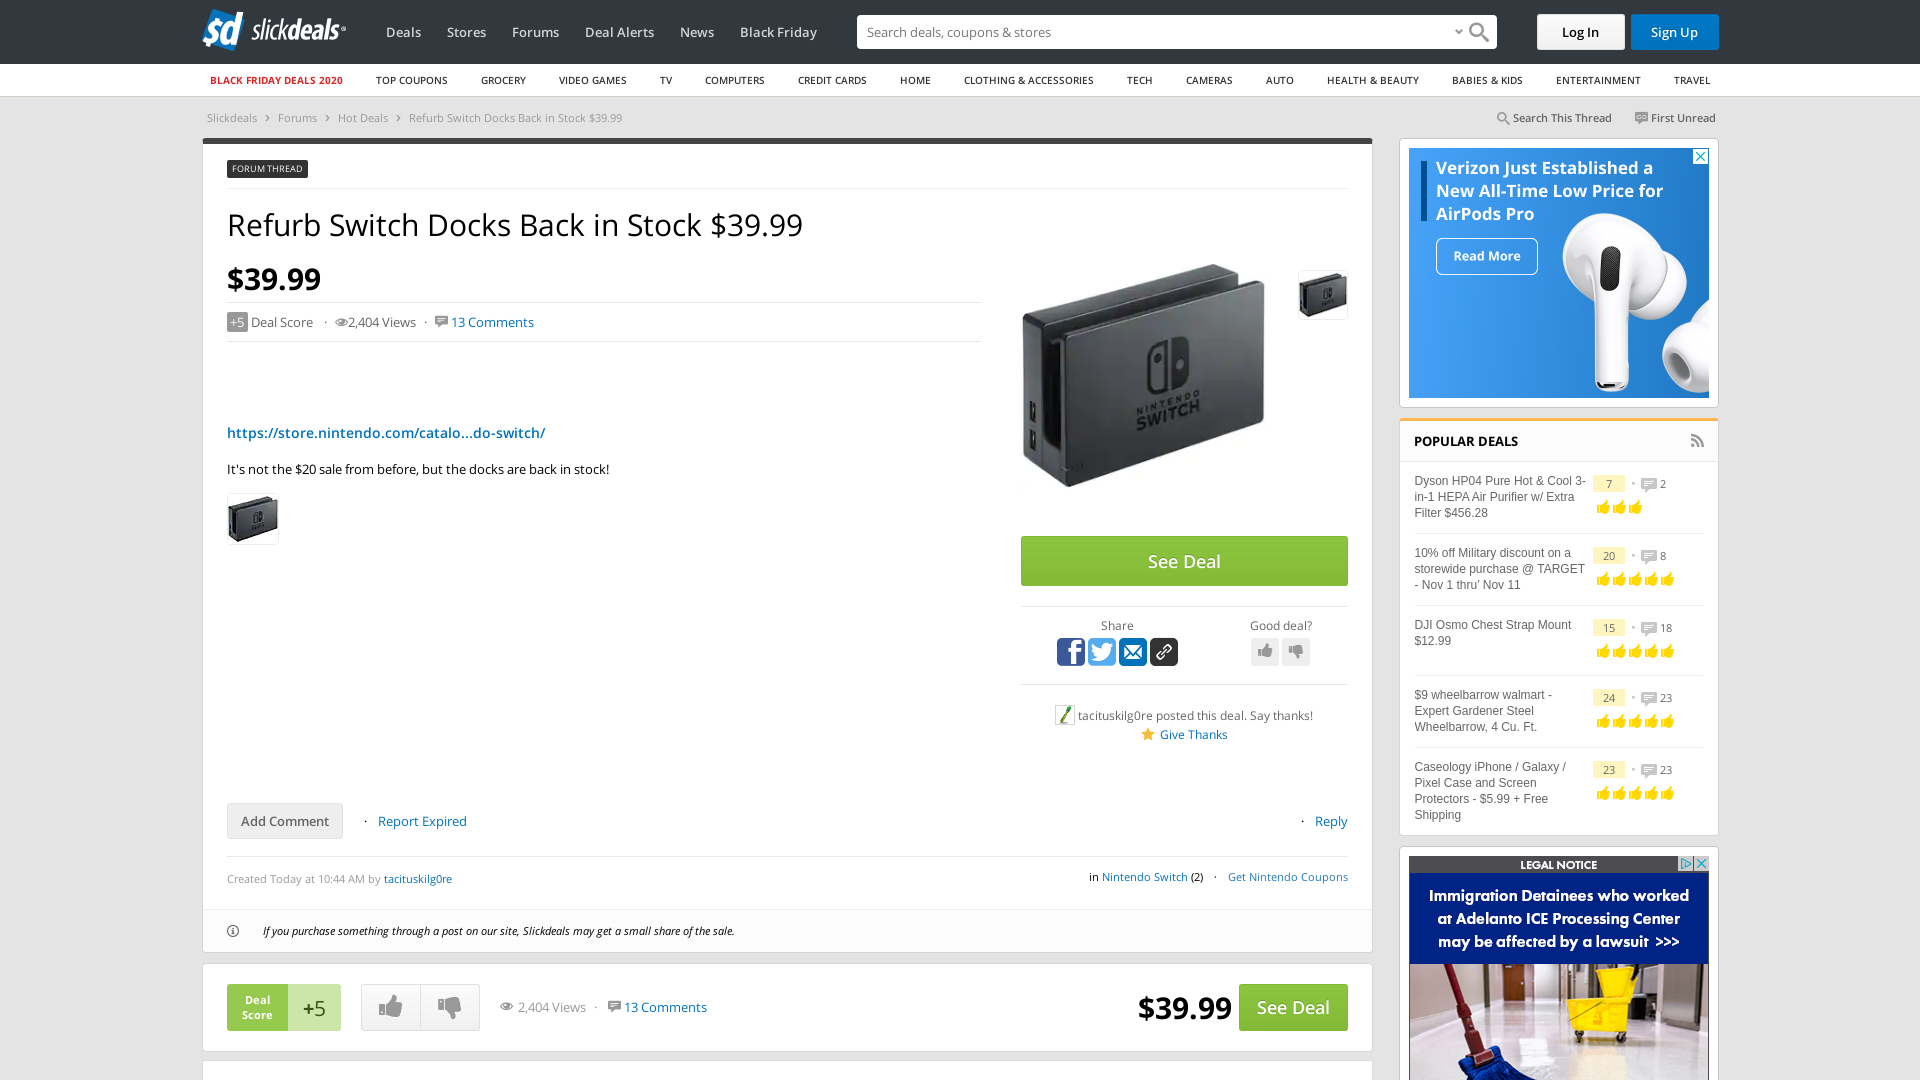 slickdeals
Deals
Stores
Forums
Deal Alerts
News
Black Friday
Search deals, coupons & stores
Log In
Sign Up
BLACK FRIDAY DEALS 2020
TOP COUPONS
GROCERY
VIDEO GAMES
TV
COMPUTERS
CREDIT CARDS
HOME
CLOTHING & ACCESSORIES
TECH
CAMERAS
AUTO
HEALTH & BEAUTY
BABIES & KIDS
ENTERTAINMENT
TRAVEL
Slickdeals › Forums › Hot Deals › Refurb Switch Docks Back in Stock $39.99
Search This Thread
First Unread
FORUM THREAD
Refurb Switch Docks Back in Stock $39.99
$39.99
+5 Deal Score · 2,404 Views · 13 Comments
https://store.nintendo.com/catalo...do-switch/
It's not the $20 sale from before, but the docks are back in stock!
NINTENDO
SWITCH
See Deal
Share
Good deal?
tacituskilg0re posted this deal. Say thanks!
Give Thanks
Add Comment · Report Expired
· Reply
Created Today at 10:44 AM by tacituskilg0re
in Nintendo Switch (2) · Get Nintendo Coupons
If you purchase something through a post on our site, Slickdeals may get a small share of the sale.
Deal
Score
+5
2,404 Views · 13 Comments
$39.99
See Deal
Verizon Just Established a
New All-Time Low Price for
AirPods Pro
Read More
POPULAR DEALS
Dyson HP04 Pure Hot & Cool 3-
in-1 HEPA Air Purifier w/ Extra
Filter $456.28
7 • 2
10% off Military discount on a
storewide purchase @ TARGET
- Nov 1 thru' Nov 11
20 • 8
DJI Osmo Chest Strap Mount
$12.99
15 • 18
$9 wheelbarrow walmart -
Expert Gardener Steel
Wheelbarrow, 4 Cu. Ft.
24 • 23
Caseology iPhone / Galaxy /
Pixel Case and Screen
Protectors - $5.99 + Free
Shipping
23 • 23
LEGAL NOTICE
Immigration Detainees who worked
at Adelanto ICE Processing Center
may be affected by a lawsuit >>>